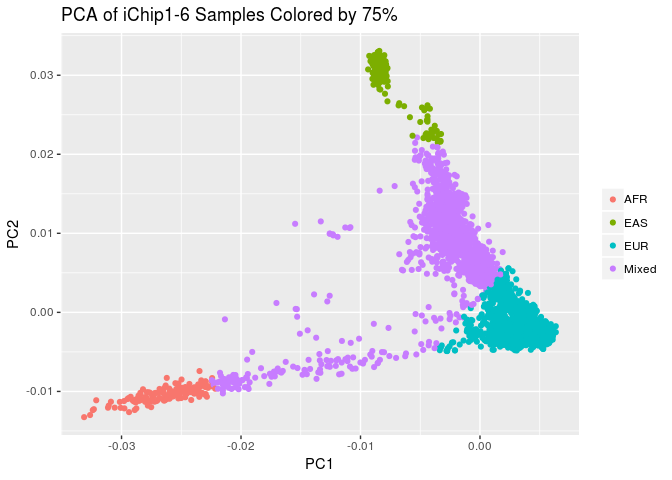 PCA of iChip1-6 Samples Colored by 75%
0.03
0.02
0.01
0.00
-0.01
PC2
-0.03
-0.02
-0.01
0.00
PC1
AFR
EAS
EUR
Mixed